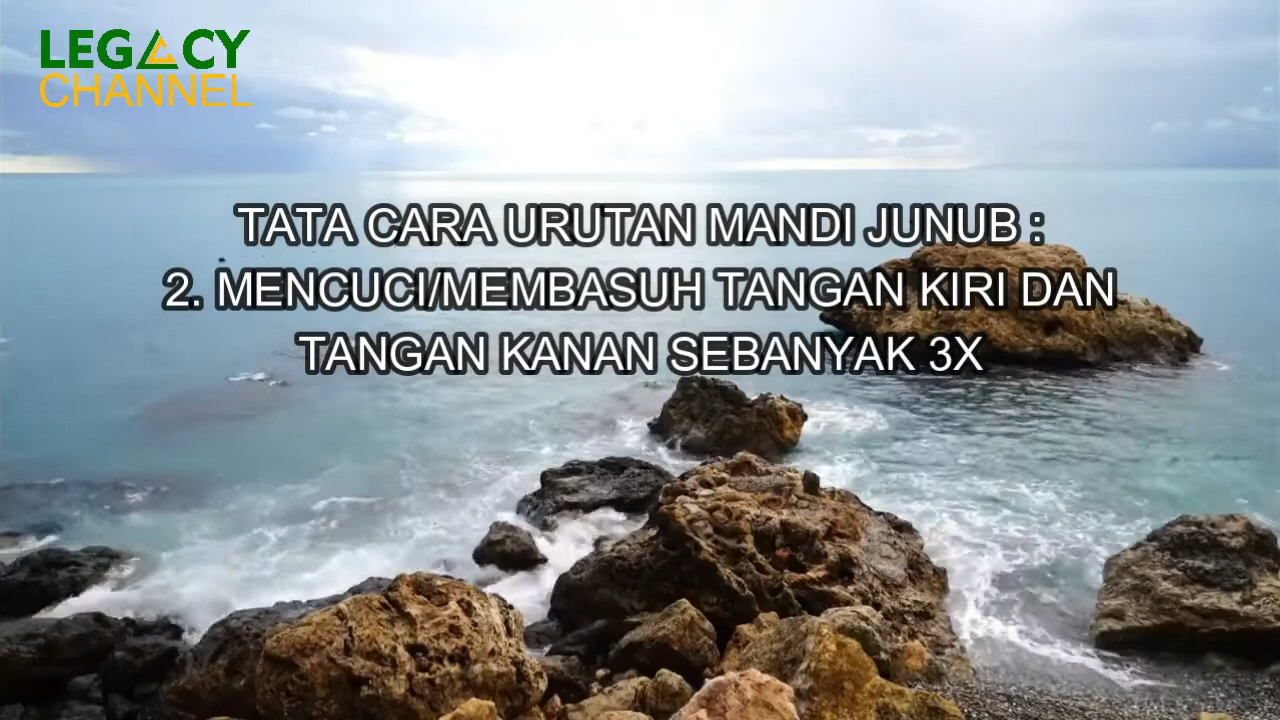 LEGACY
CHANNEL
TATA CARA URUTAN MANDI JUNUB :
2. MENCUCI/MEMBASUH TANGAN KIRI DAN
TANGAN KANAN SEBANYAK 3X